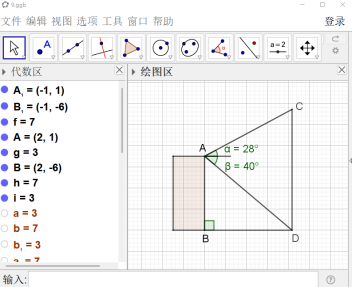 9.ggb
文件 编辑 视图 选项 工具 窗口 帮助
登录
A
a = 2
代数区
绘图区
A₁ = (-1, 1)
B₁ = (-1, -6)
f = 7
A = (2, 1)
g = 3
B = (2, -6)
h = 7
i = 3
a = 3
b = 7
b₁ = 3
C
A
α = 28°
β = 40°
B
D
输入: